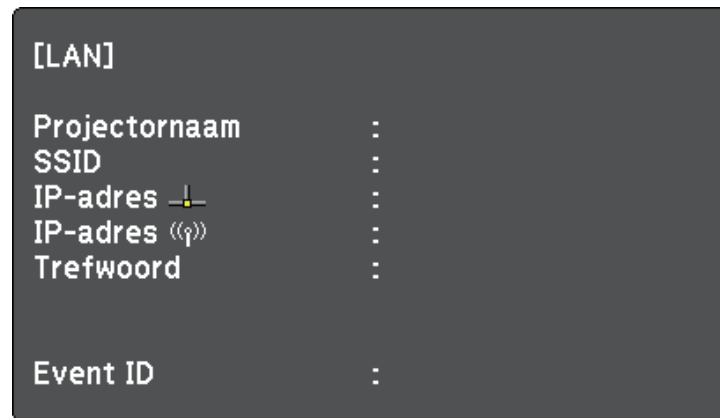 [LAN]
Projectornaam :
SSID :
IP-adres :
IP-adres :
Trefwoord :
Event ID :